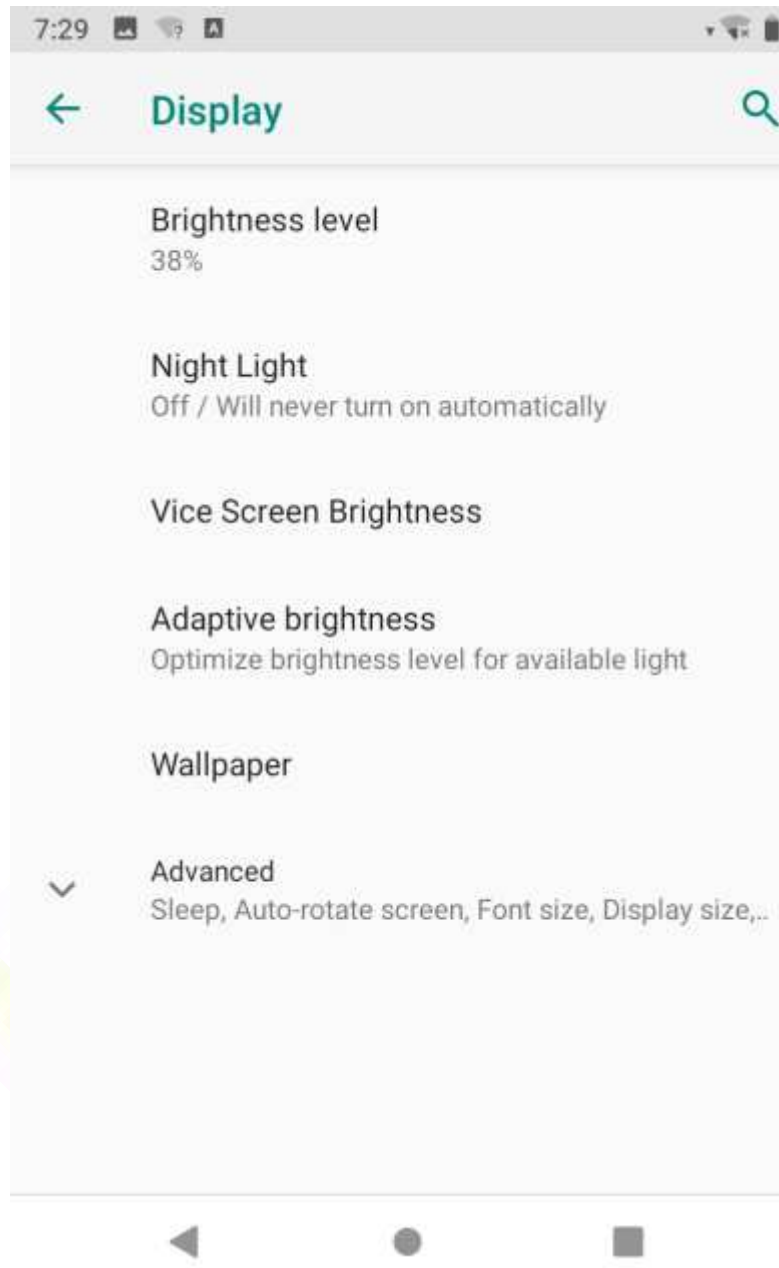 7:29
Display
Brightness level
38%
Night Light
Off / Will never turn on automatically
Vice Screen Brightness
Adaptive brightness
Optimize brightness level for available light
Wallpaper
Advanced
Sleep, Auto-rotate screen, Font size, Display size,..